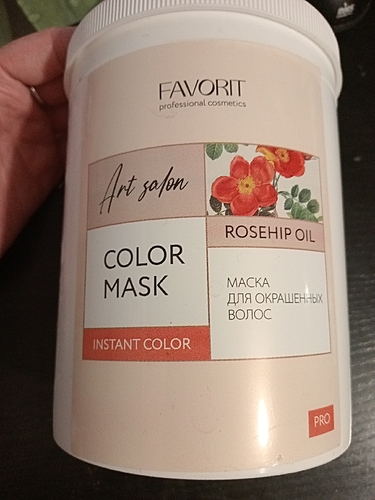 FAVORIT
professional cosmetics
Art salon
ROSEHIP OIL
COLOR
MASK
МАСКА
ДЛЯ ОКРАШЕННЫХ
ВОЛОС
INSTANT COLOR
PRO